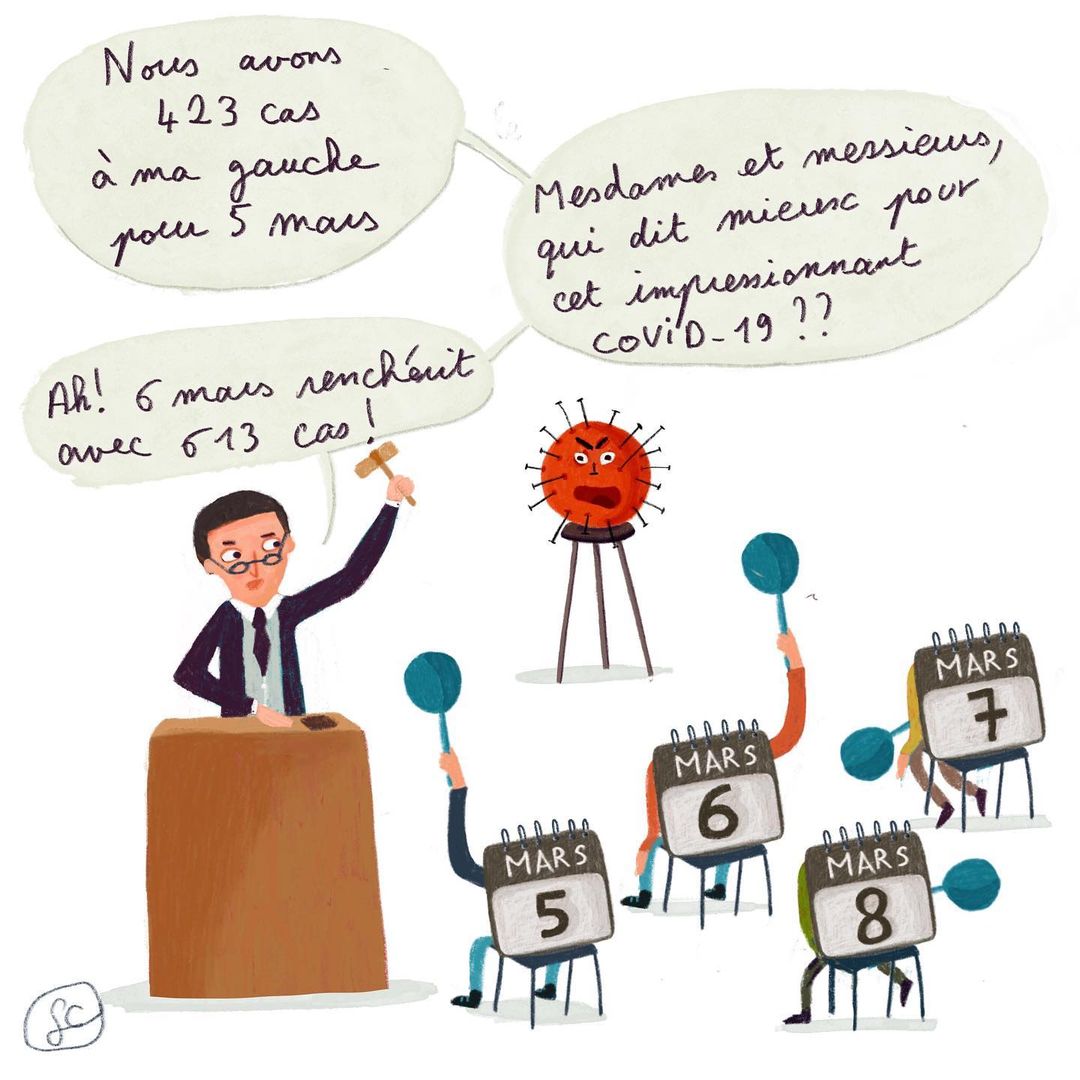 Nous avons
423 cas
à ma gauche
pour 5 mars
Mesdames et messieurs,
qui dit mieux pour
cet impressionnant
COVID-19 ??
Ah! 6 mars renchérit
avec 613 cas !
MARS
7
MARS
6
MARS
5
MARS
8
SC